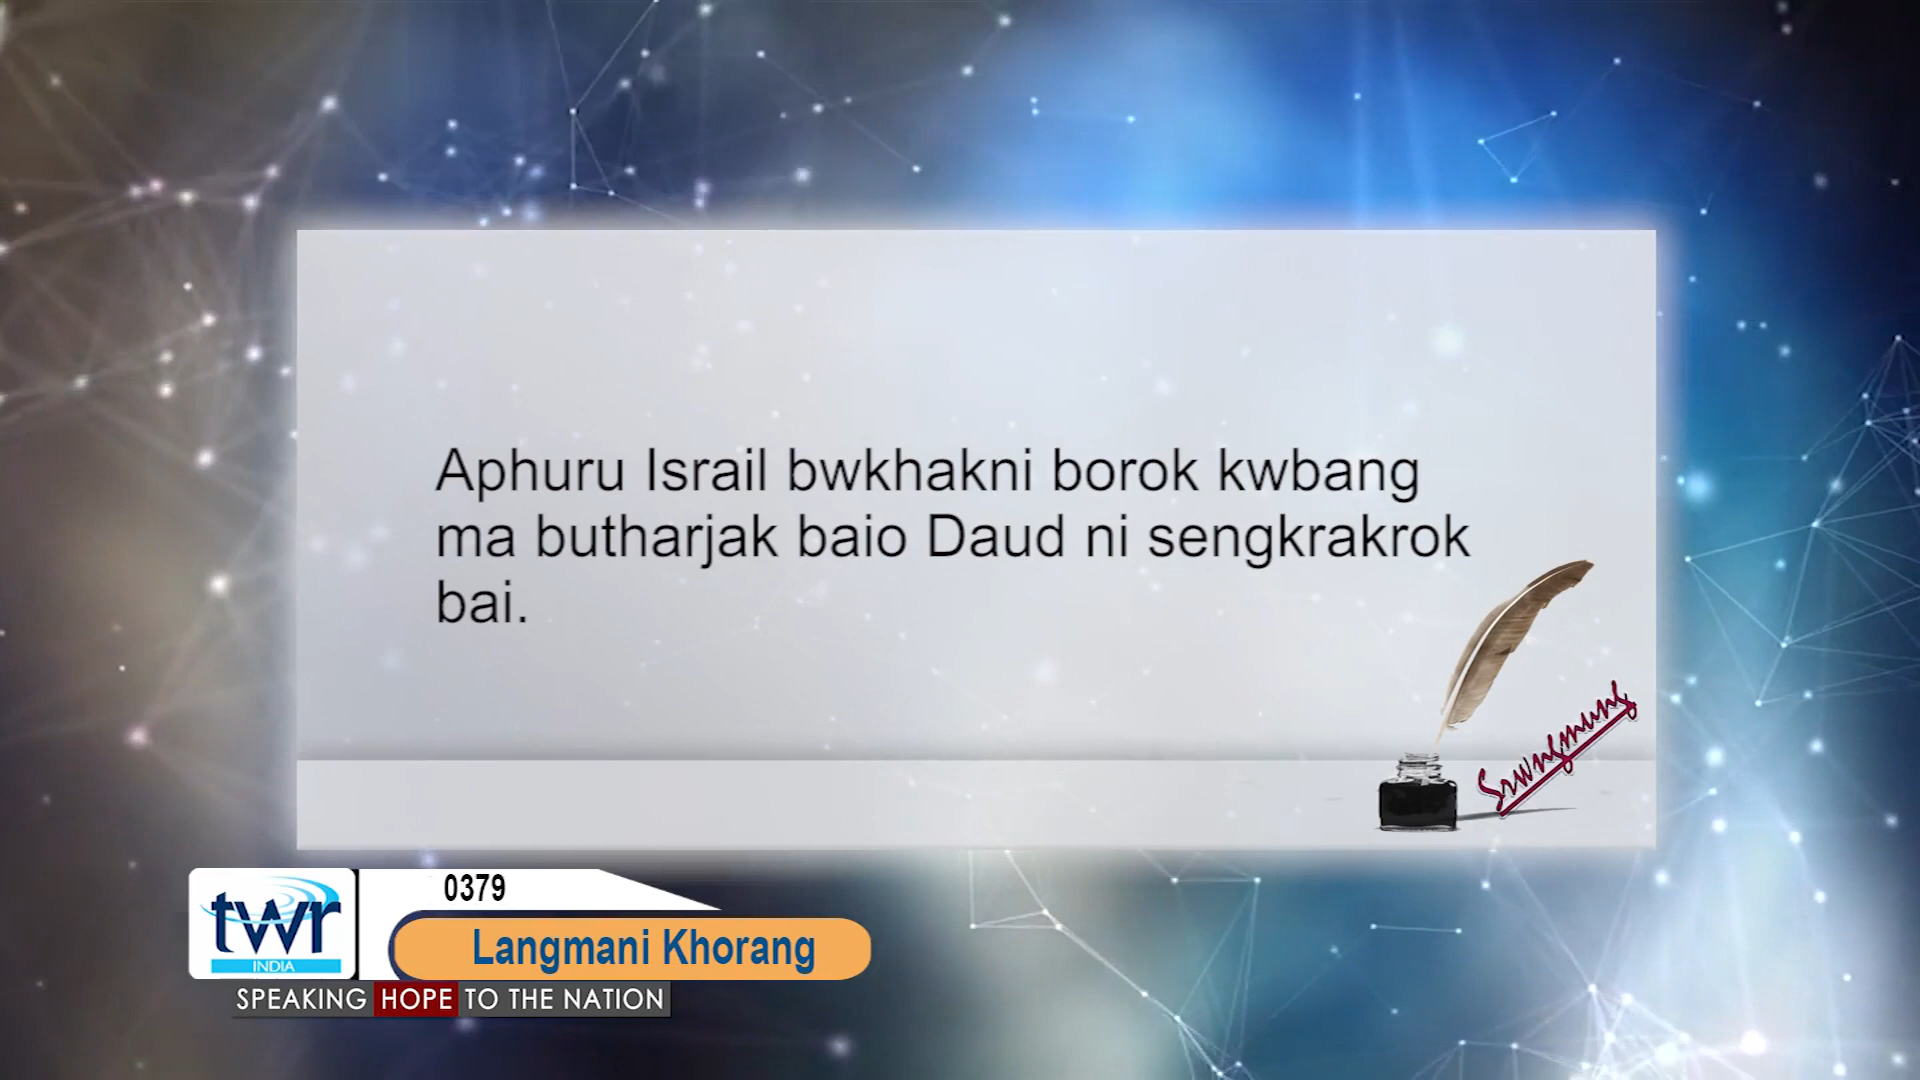 Aphuru Israil bwkhakni borok kwbang
ma butharjak baio Daud ni sengkrakrok
bai.
Srwngmung
0379
twr
INDIA
Langmani Khorang
SPEAKING HOPE TO THE NATION